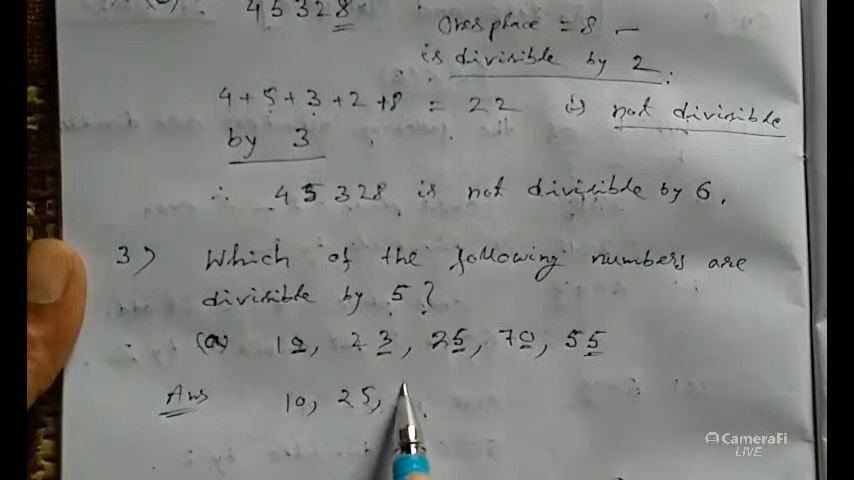 45328
Ones place = 8 –
is divisible by 2.
4+5+3+2+8 = 22 is not divisible
by 3
∴ 45328 is not divisible by 6.
3) Which of the following numbers are
divisible by 5?
(a) 10, 23, 25, 70, 55
Ans 10, 25,
CameraFi
LIVE